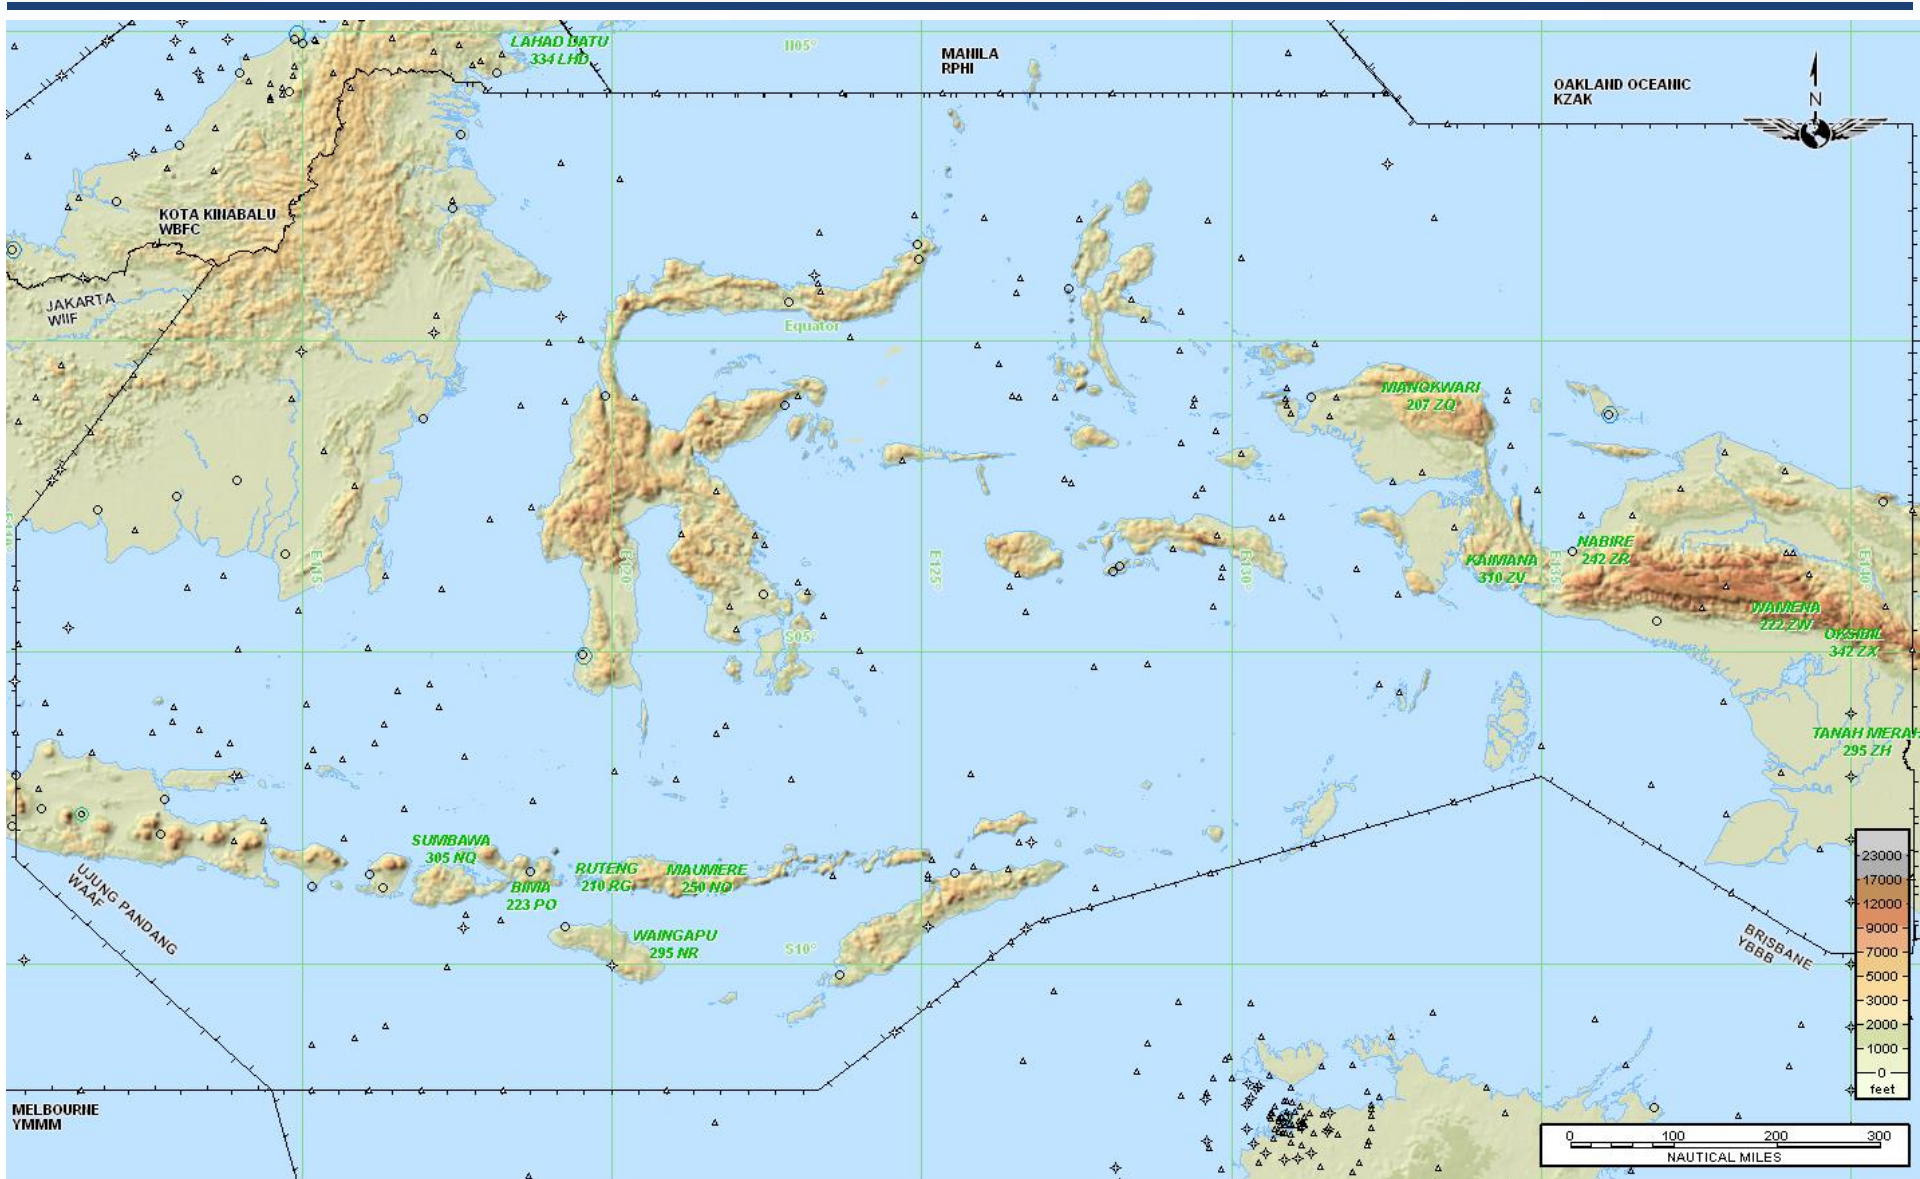 LAHAD DATU
334 LHD
N05°
MANILA
RPHI
OAKLAND OCEANIC
KZAK
N
KOTA KINABALU
WBFC
JAKARTA
WIIF
Equator
MANOKWARI
207 ZQ
E110°
E115°
E120°
E125°
E130°
E135°
E140°
NABIRE
242 ZR
KAIMANA
310 ZV
WAMENA
222 ZW
OKSIBIL
342 ZX
S05°
TANAH MERAH
295 ZH
SUMBAWA
305 NQ
BIMA
223 PO
RUTENG
210 RG
MAUMERE
250 NO
WAINGAPU
295 NR
S10°
UJUNG PANDANG
WAAF
BRISBANE
YBBB
23000
17000
12000
9000
7000
5000
3000
2000
1000
0
feet
MELBOURNE
YMMM
0 100 200 300
NAUTICAL MILES